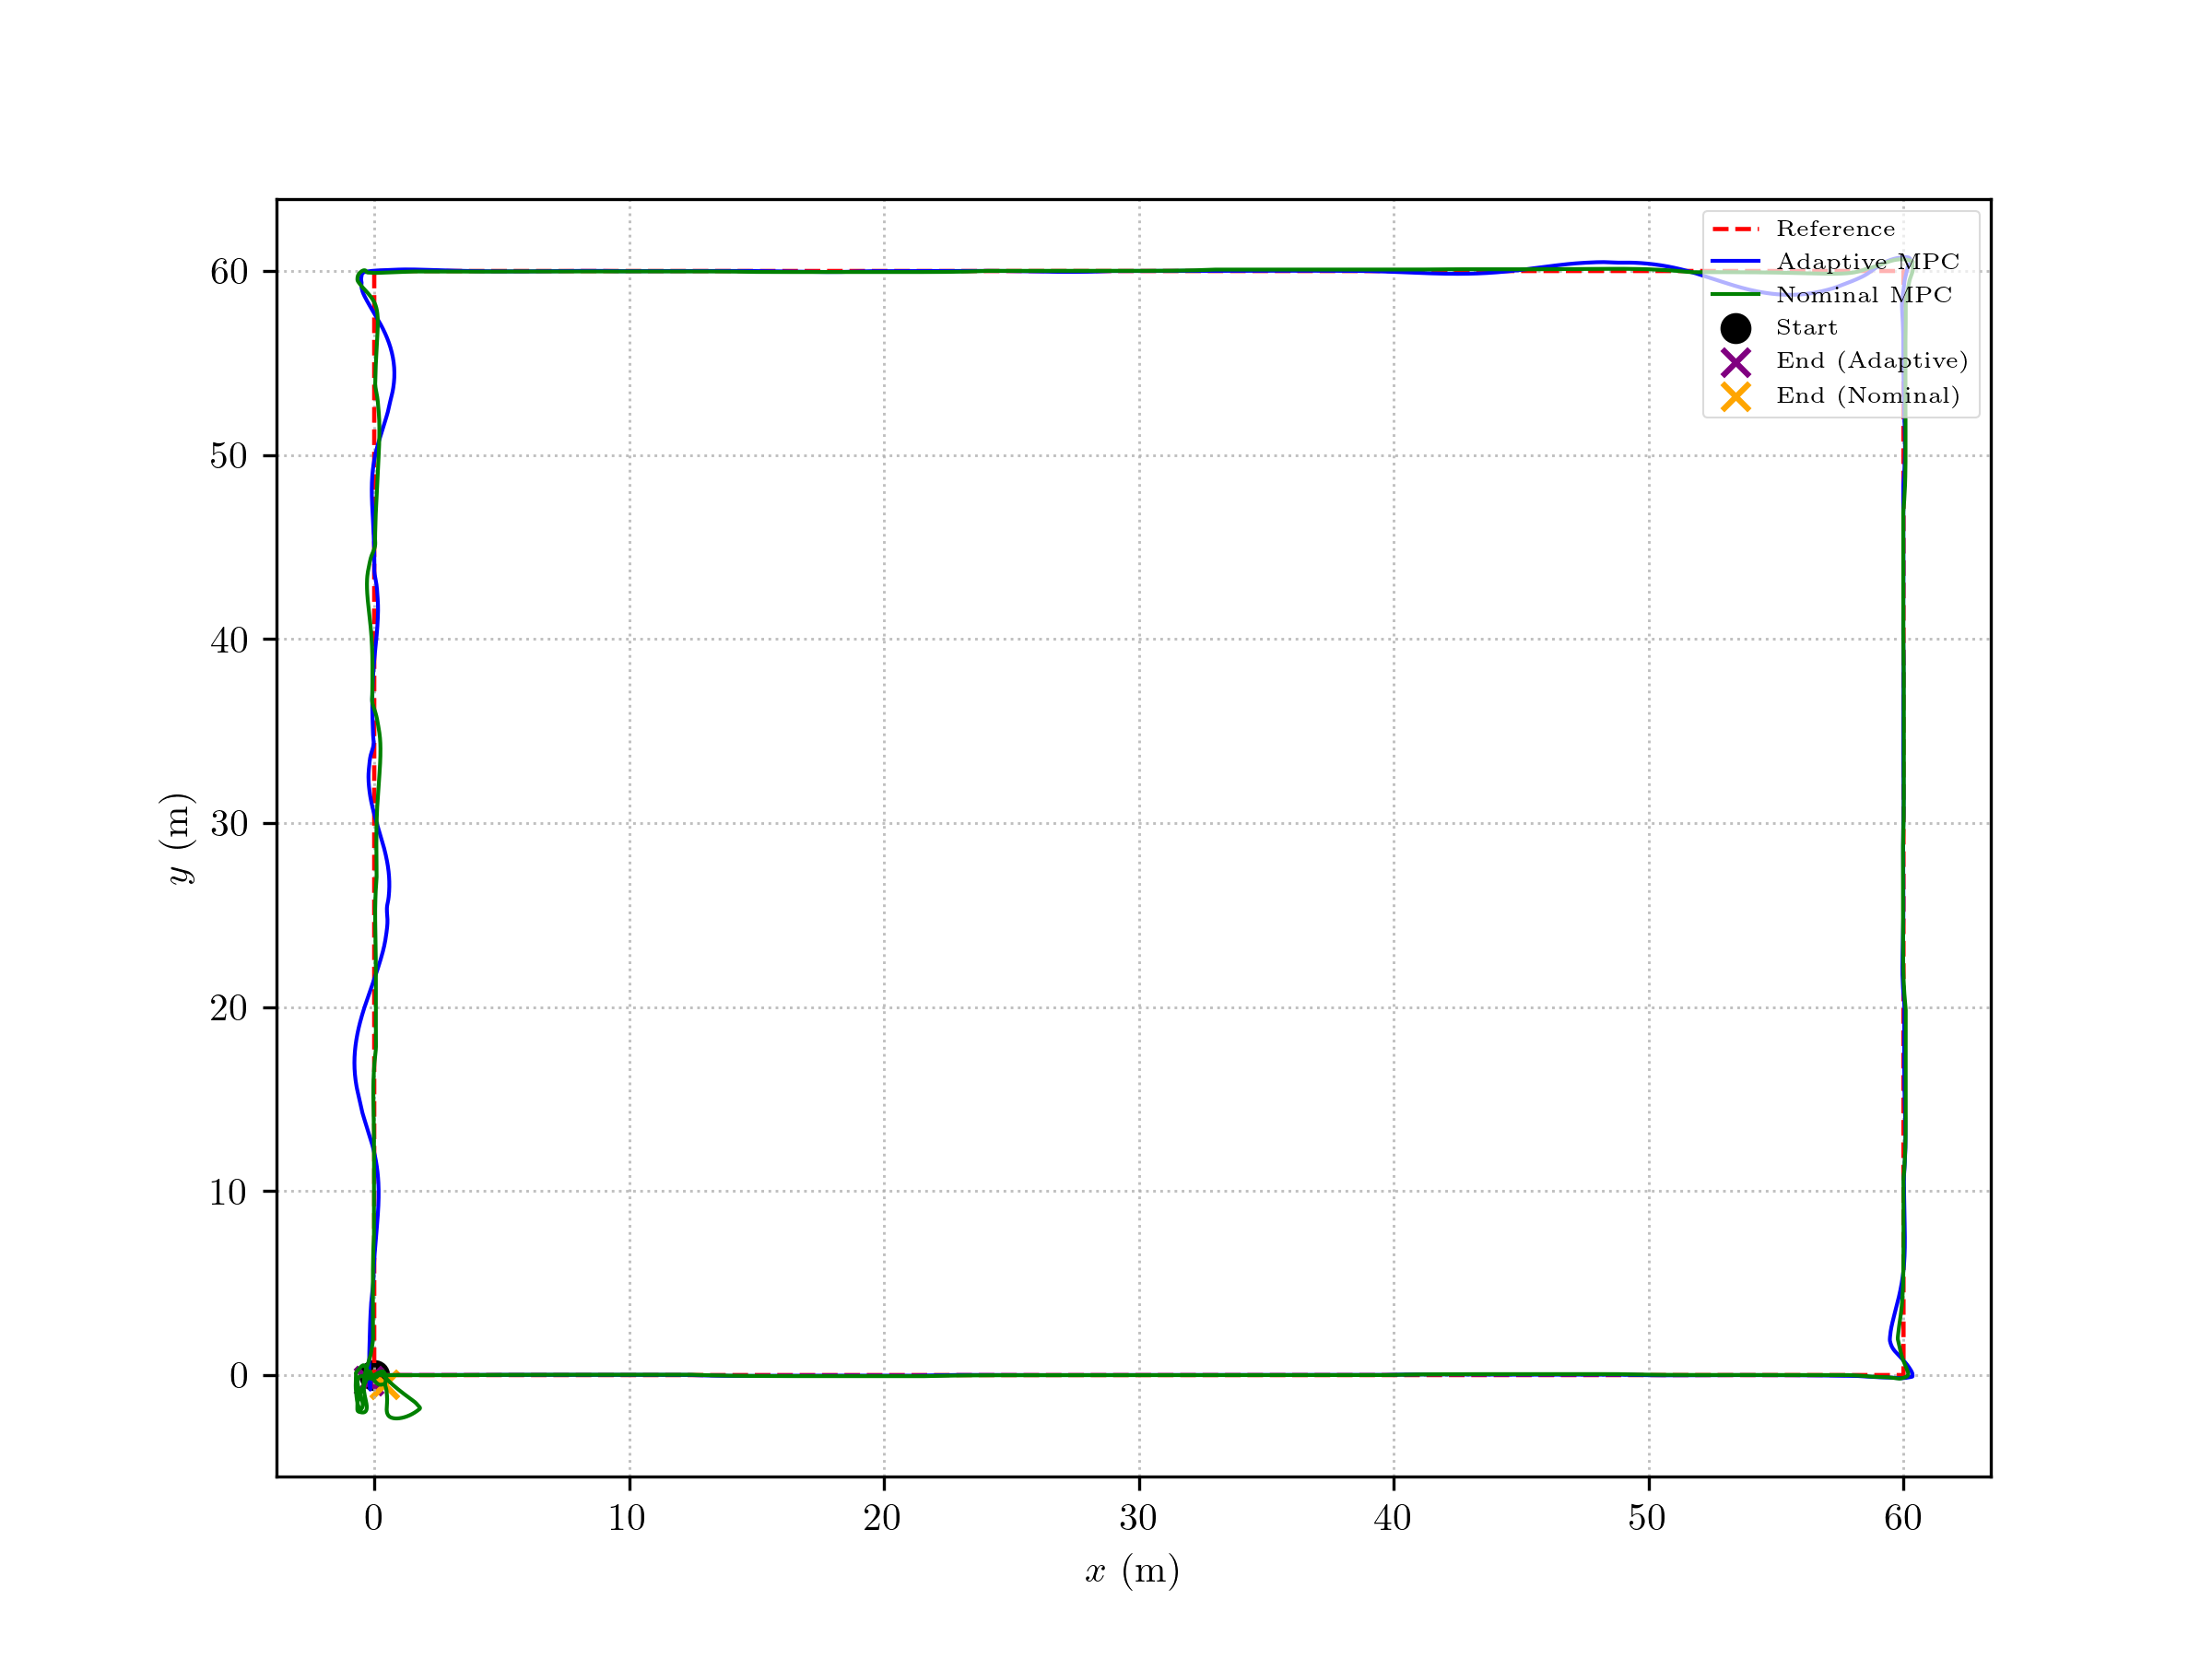 Reference
Adaptive MPC
Nominal MPC
Start
End (Adaptive)
End (Nominal)
60
50
40
30
20
10
0
y (m)
0 10 20 30 40 50 60
x (m)